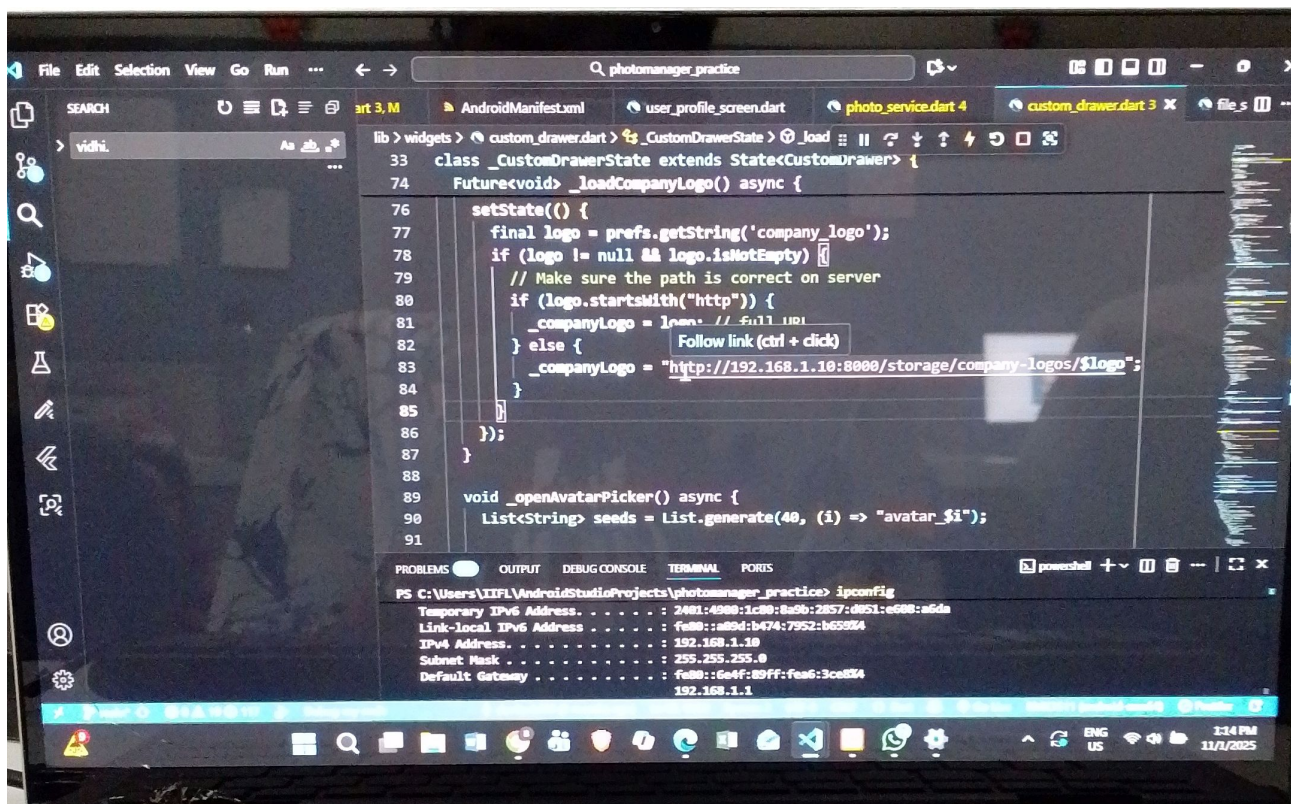 File Edit Selection View Go Run ··· photomanager_practice
SEARCH
art 3, M AndroidManifest.xml user_profile_screen.dart photo_service.dart 4 custom_drawer.dart 3 file_s
vidhi. Aa ab
lib > widgets > custom_drawer.dart > _CustomDrawerState > _load
33 class _CustomDrawerState extends State<CustomDrawer> {
74 Future<void> _loadCompanyLogo() async {
76 setState(() {
77 final logo = prefs.getString('company_logo');
78 if (logo != null && logo.isNotEmpty) {
79 // Make sure the path is correct on server
80 if (logo.startsWith("http")) {
81 _companyLogo = logo; // full URL
Follow link (ctrl + click)
82 } else {
83 _companyLogo = "http://192.168.1.10:8000/storage/company-logos/$logo";
84 }
85 }
86 });
87 }
88
89 void _openAvatarPicker() async {
90 List<String> seeds = List.generate(40, (i) => "avatar_$i");
91
PROBLEMS OUTPUT DEBUG CONSOLE TERMINAL PORTS powershell
PS C:\Users\IIFL\AndroidStudioProjects\photomanager_practice> ipconfig
Temporary IPv6 Address. . . . . . : 2401:4900:1c80:8a9b:2857:d051:e608:a6da
Link-local IPv6 Address . . . . . : fe80::a09d:b474:7952:b659%4
IPv4 Address. . . . . . . . . . . : 192.168.1.10
Subnet Mask . . . . . . . . . . . : 255.255.255.0
Default Gateway . . . . . . . . . : fe80::6e4f:89ff:fea6:3ce8%4
192.168.1.1
ENG
US
1:14 PM
11/1/2025